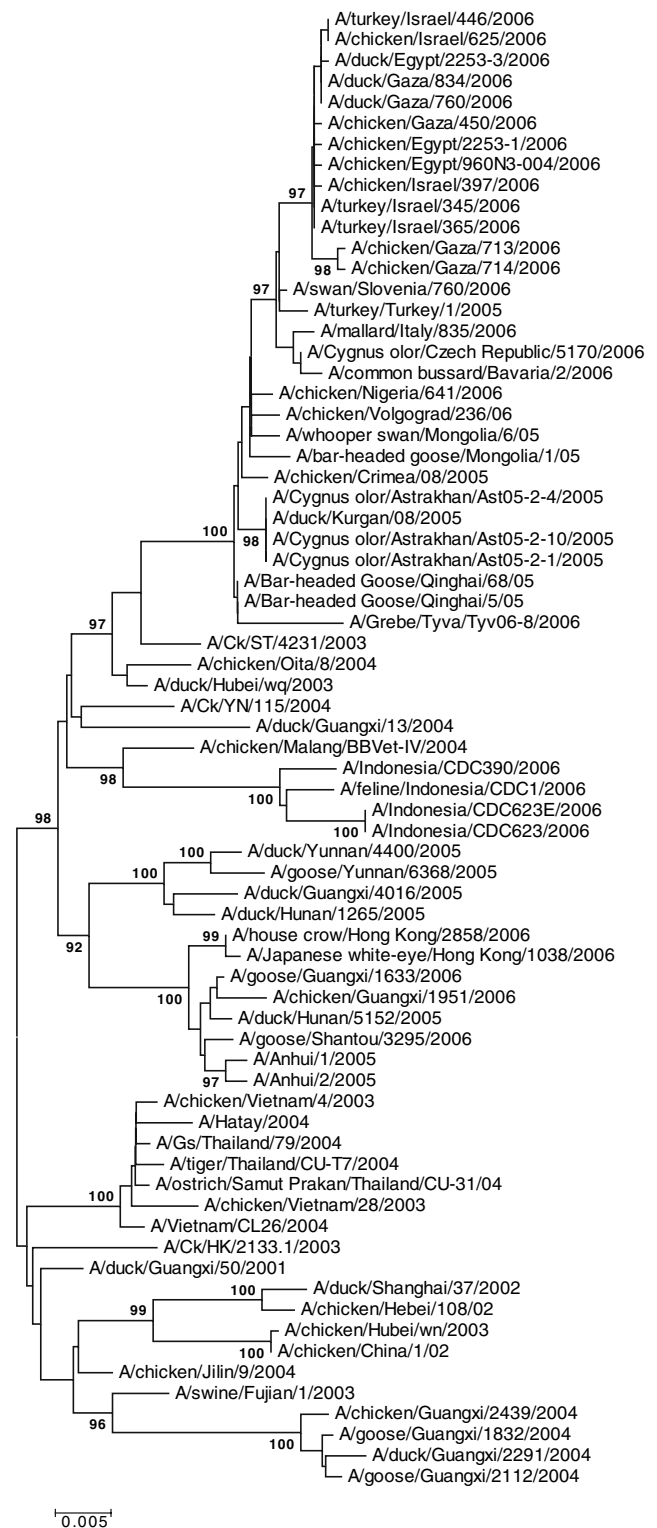 A/turkey/Israel/446/2006
A/chicken/Israel/625/2006
A/duck/Egypt/2253-3/2006
A/duck/Gaza/834/2006
A/duck/Gaza/760/2006
A/chicken/Gaza/450/2006
A/chicken/Egypt/2253-1/2006
A/chicken/Egypt/960N3-004/2006
A/chicken/Israel/397/2006
97
A/turkey/Israel/345/2006
A/turkey/Israel/365/2006
A/chicken/Gaza/713/2006
98
A/chicken/Gaza/714/2006
97
A/swan/Slovenia/760/2006
A/turkey/Turkey/1/2005
A/mallard/Italy/835/2006
A/Cygnus olor/Czech Republic/5170/2006
A/common bussard/Bavaria/2/2006
A/chicken/Nigeria/641/2006
A/chicken/Volgograd/236/06
A/whooper swan/Mongolia/6/05
A/bar-headed goose/Mongolia/1/05
A/chicken/Crimea/08/2005
A/Cygnus olor/Astrakhan/Ast05-2-4/2005
A/duck/Kurgan/08/2005
100
98
A/Cygnus olor/Astrakhan/Ast05-2-10/2005
A/Cygnus olor/Astrakhan/Ast05-2-1/2005
A/Bar-headed Goose/Qinghai/68/05
A/Bar-headed Goose/Qinghai/5/05
A/Grebe/Tyva/Tyv06-8/2006
97
A/Ck/ST/4231/2003
A/chicken/Oita/8/2004
A/duck/Hubei/wq/2003
A/Ck/YN/115/2004
A/duck/Guangxi/13/2004
A/chicken/Malang/BBVet-IV/2004
98
A/Indonesia/CDC390/2006
A/feline/Indonesia/CDC1/2006
100
A/Indonesia/CDC623E/2006
98
100
A/Indonesia/CDC623/2006
100
A/duck/Yunnan/4400/2005
100
A/goose/Yunnan/6368/2005
A/duck/Guangxi/4016/2005
A/duck/Hunan/1265/2005
99
A/house crow/Hong Kong/2858/2006
92
A/Japanese white-eye/Hong Kong/1038/2006
A/goose/Guangxi/1633/2006
100
A/chicken/Guangxi/1951/2006
A/duck/Hunan/5152/2005
A/goose/Shantou/3295/2006
A/Anhui/1/2005
97
A/Anhui/2/2005
A/chicken/Vietnam/4/2003
A/Hatay/2004
A/Gs/Thailand/79/2004
A/tiger/Thailand/CU-T7/2004
A/ostrich/Samut Prakan/Thailand/CU-31/04
100
A/chicken/Vietnam/28/2003
A/Vietnam/CL26/2004
A/Ck/HK/2133.1/2003
A/duck/Guangxi/50/2001
100
A/duck/Shanghai/37/2002
99
A/chicken/Hebei/108/02
A/chicken/Hubei/wn/2003
100
A/chicken/China/1/02
A/chicken/Jilin/9/2004
A/swine/Fujian/1/2003
96
A/chicken/Guangxi/2439/2004
A/goose/Guangxi/1832/2004
100
A/duck/Guangxi/2291/2004
A/goose/Guangxi/2112/2004
0.005